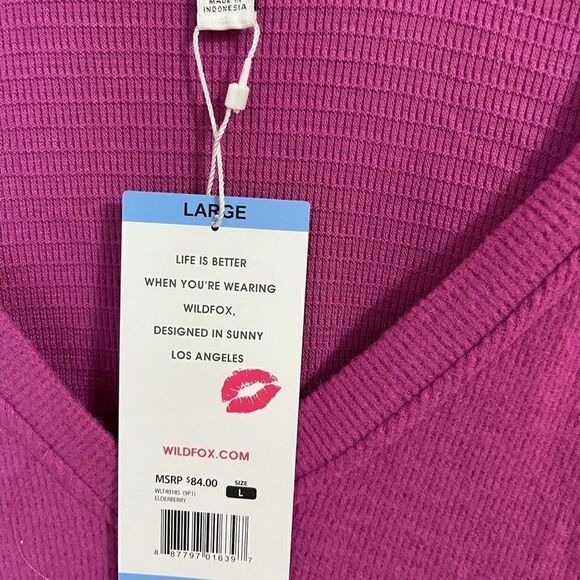 MADE IN
INDONESIA
LARGE
LIFE IS BETTER
WHEN YOU'RE WEARING
WILDFOX,
DESIGNED IN SUNNY
LOS ANGELES
WILDFOX.COM
MSRP $84.00 SIZE
L
WLT4018S (9P1)
ELDERBERRY
8 87797 01639 7